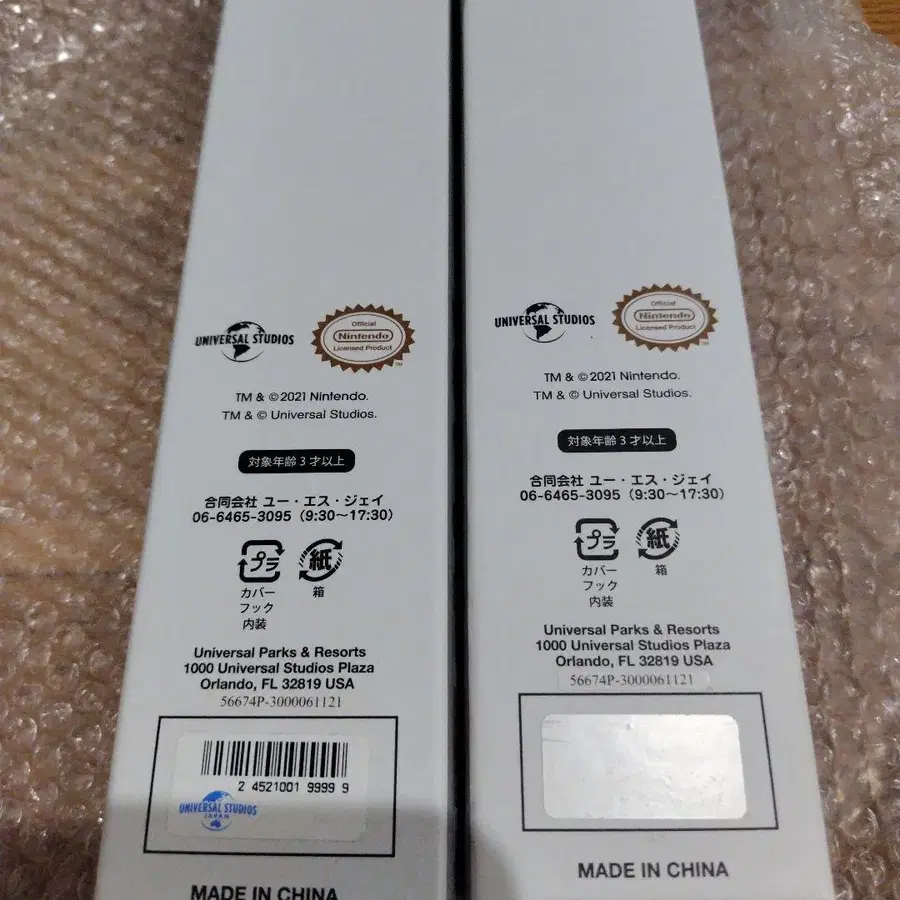 UNIVERSAL STUDIOS
Official
Nintendo
Licensed Product
TM
TM & ©2021 Nintendo.
TM & © Universal Studios.
対象年齢3才以上
合同会社 ユー・エス・ジェイ
06-6465-3095（9:30～17:30）
プラ
紙
カバー
箱
フック
内装
Universal Parks & Resorts
1000 Universal Studios Plaza
Orlando, FL 32819 USA
56674P-3000061121
2 4521001 9999 9
UNIVERSAL STUDIOS
JAPAN
MADE IN CHINA
UNIVERSAL STUDIOS
Official
Nintendo
Licensed Product
TM
TM & ©2021 Nintendo.
TM & © Universal Studios.
対象年齢3才以上
合同会社 ユー・エス・ジェイ
06-6465-3095（9:30～17:30）
プラ
紙
カバー
箱
フック
内装
Universal Parks & Resorts
1000 Universal Studios Plaza
Orlando, FL 32819 USA
56674P-3000061121
MADE IN CHINA